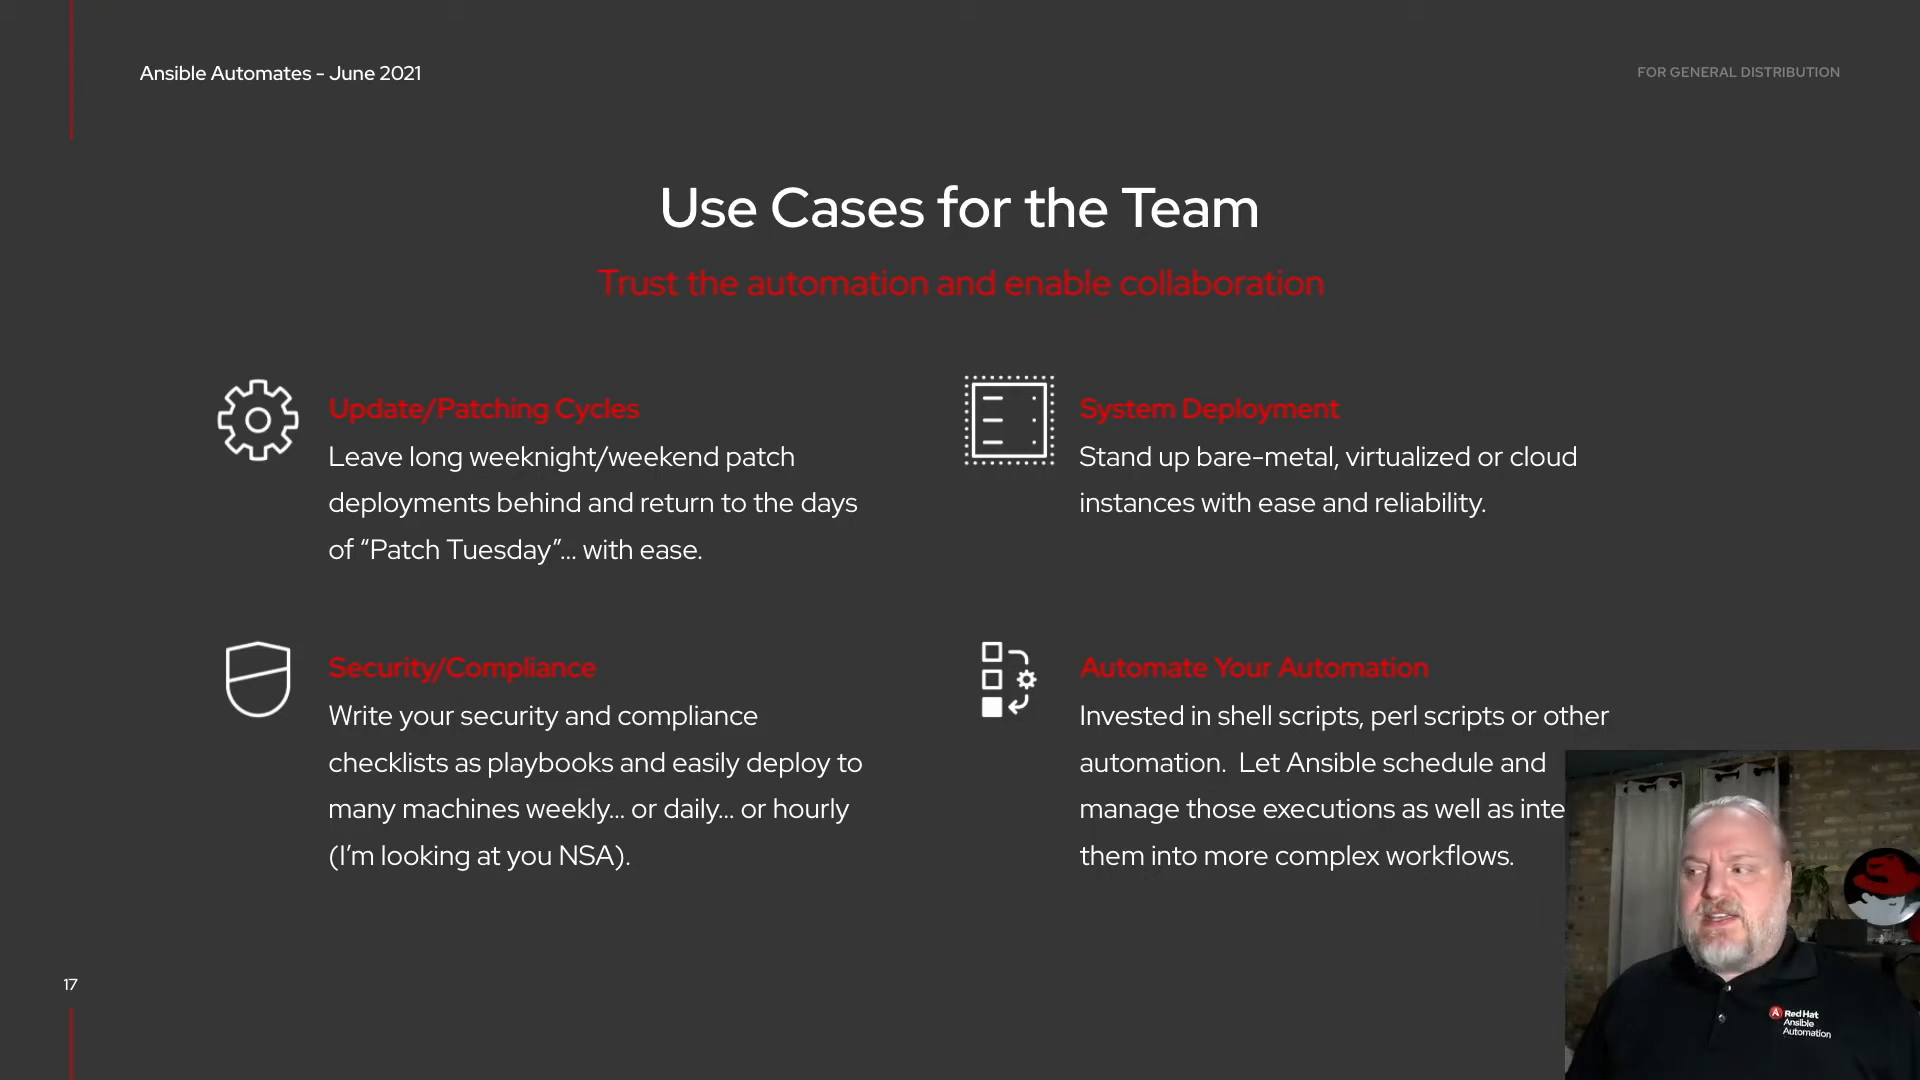 Ansible Automates - June 2021
FOR GENERAL DISTRIBUTION
Use Cases for the Team
Trust the automation and enable collaboration
Update/Patching Cycles
Leave long weeknight/weekend patch
deployments behind and return to the days
of “Patch Tuesday”... with ease.
System Deployment
Stand up bare-metal, virtualized or cloud
instances with ease and reliability.
Security/Compliance
Write your security and compliance
checklists as playbooks and easily deploy to
many machines weekly... or daily... or hourly
(I’m looking at you NSA).
Automate Your Automation
Invested in shell scripts, perl scripts or other
automation.  Let Ansible schedule and
manage those executions as well as inte
them into more complex workflows.
17
Red Hat
Ansible
Automation